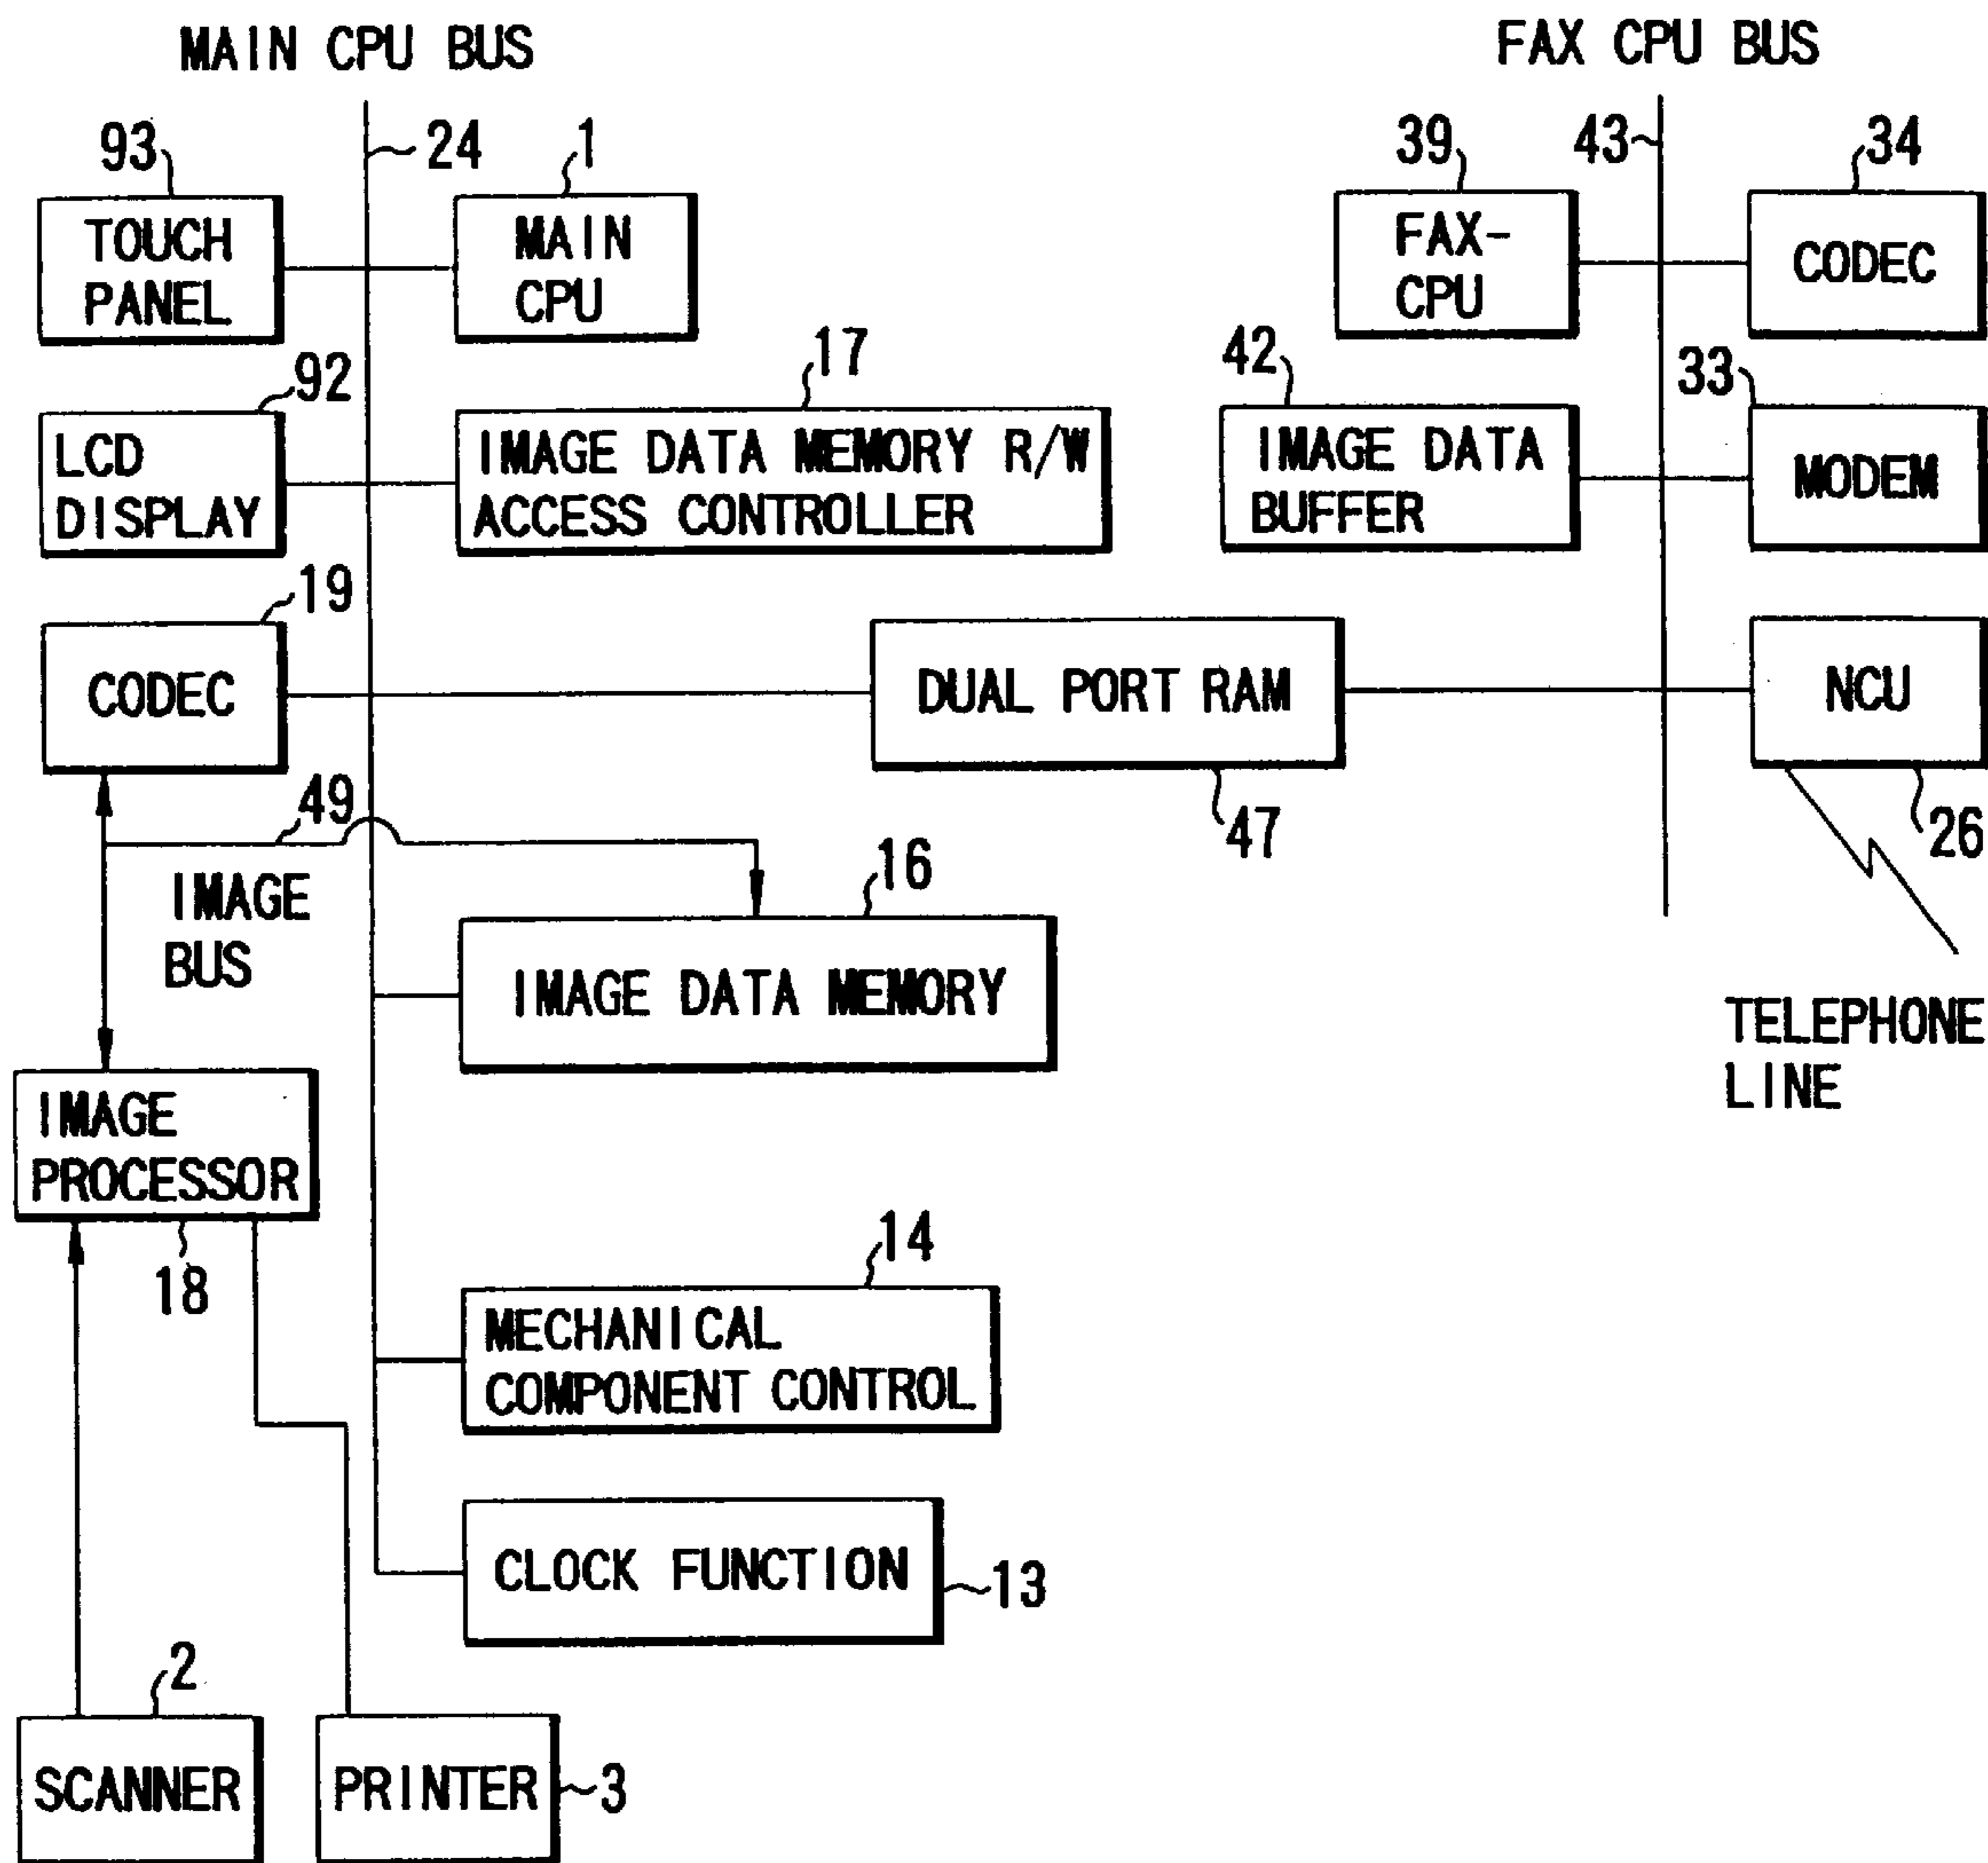 MAIN CPU BUS
FAX CPU BUS
93
24
1
39
43
34
TOUCH
PANEL
MAIN
CPU
FAX-
CPU
CODEC
92
17
42
33
LCD
DISPLAY
IMAGE DATA MEMORY R/W
ACCESS CONTROLLER
IMAGE DATA
BUFFER
MODEM
19
CODEC
DUAL PORT RAM
NCU
49
47
26
IMAGE
BUS
16
IMAGE DATA MEMORY
TELEPHONE
LINE
IMAGE
PROCESSOR
18
14
MECHANICAL
COMPONENT CONTROL
CLOCK FUNCTION
13
2
SCANNER
PRINTER
3